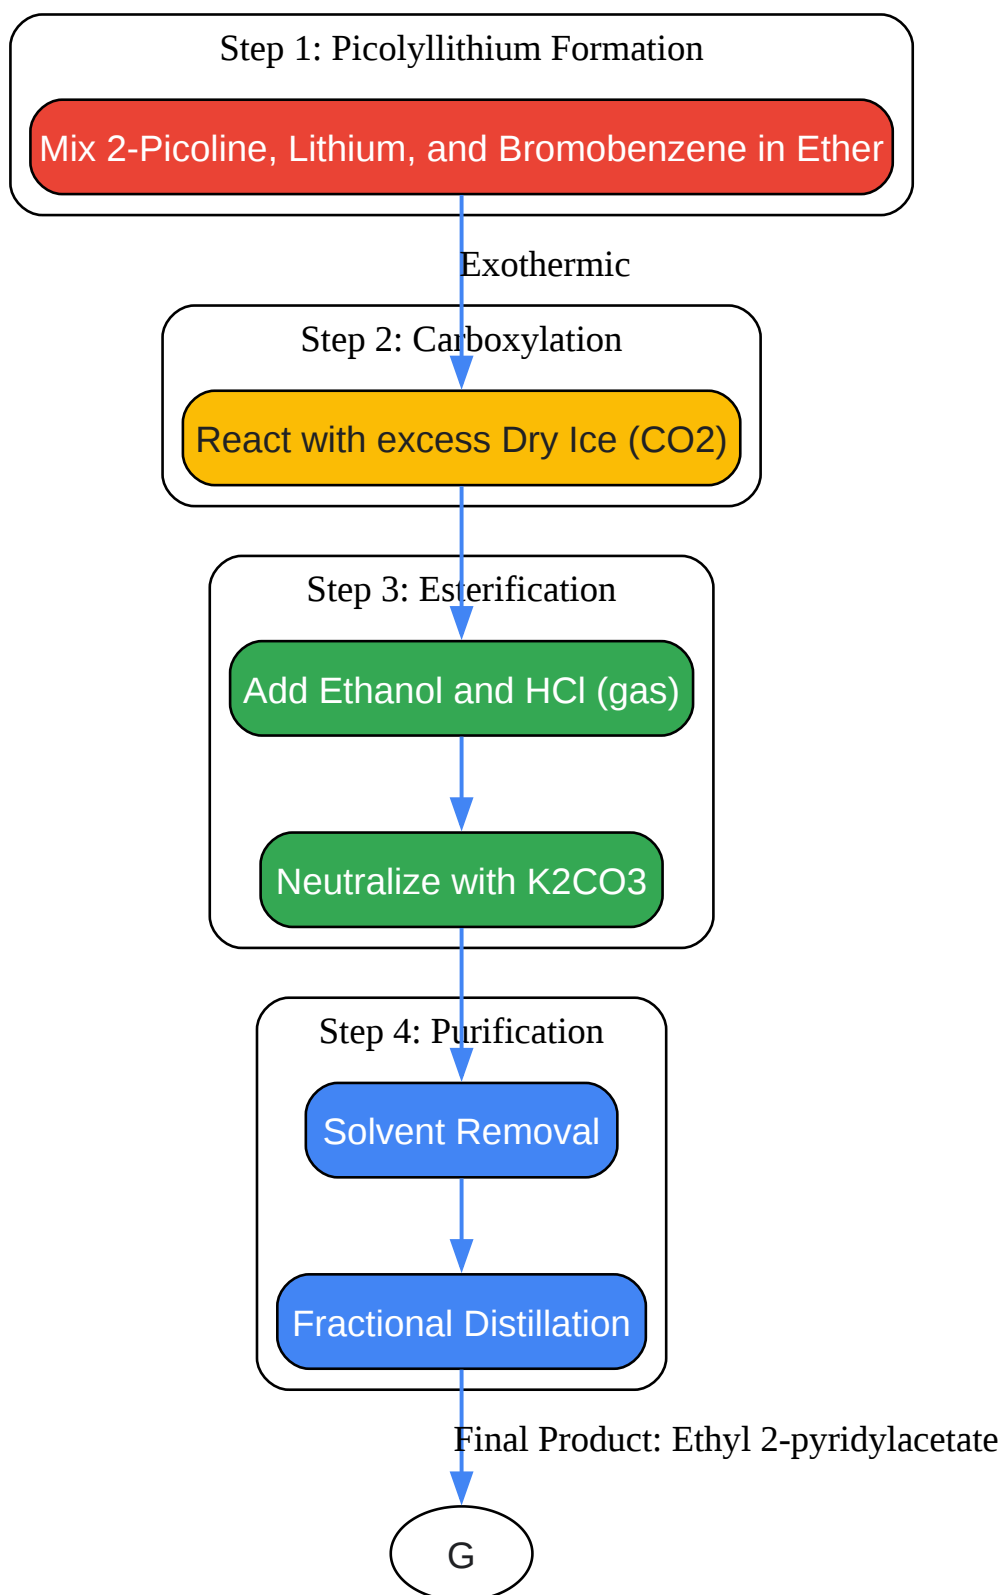 Step 1: Picolyllithium Formation
Mix 2-Picoline, Lithium, and Bromobenzene in Ether
Exothermic
Step 2: Carboxylation
React with excess Dry Ice (CO2)
Step 3: Esterification
Add Ethanol and HCl (gas)
Neutralize with K2CO3
Step 4: Purification
Solvent Removal
Fractional Distillation
Final Product: Ethyl 2-pyridylacetate
G